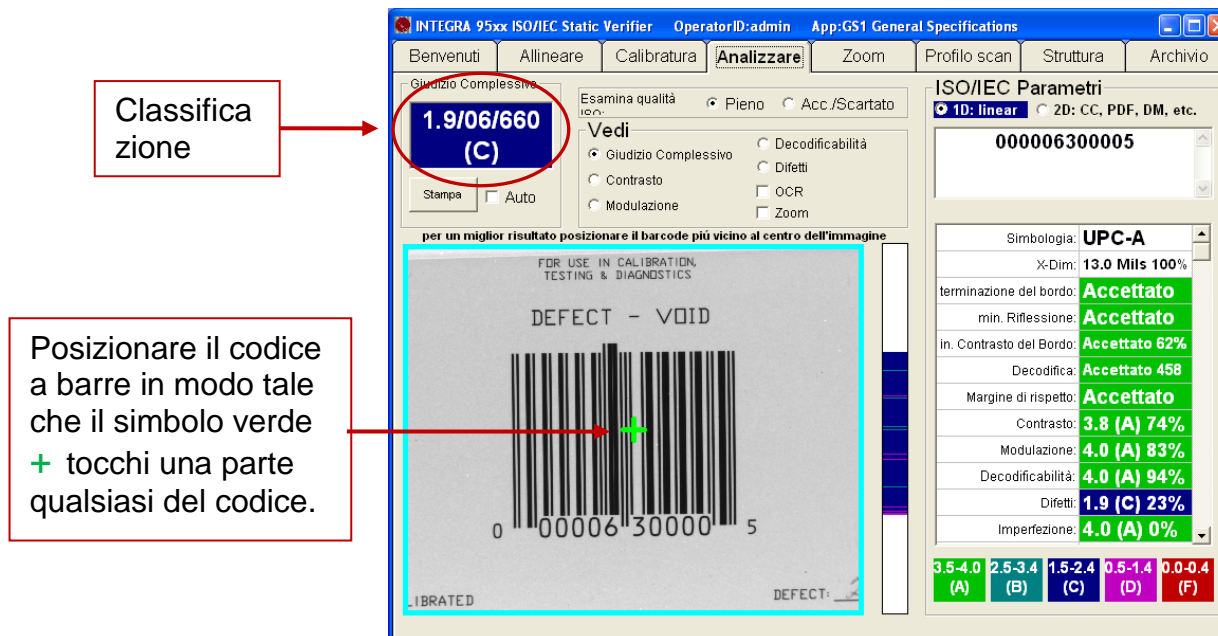 INTEGRA 95xx ISO/IEC Static Verifier OperatorID:admin App:GS1 General Specifications
Benvenuti Allineare Calibratura Analizzare Zoom Profilo scan Struttura Archivio
Classifica
zione
Giudizio Complessivo
1.9/06/660
(C)
Stampa Auto
Esamina qualità
ISO:
Pieno Acc./Scartato
Vedi
Giudizio Complessivo
Contrasto
Modulazione
Decodificabilità
Difetti
OCR
Zoom
ISO/IEC Parametri
1D: linear 2D: CC, PDF, DM, etc.
000006300005
per un miglior risultato posizionare il barcode piú vicino al centro dell'immagine
Posizionare il codice
a barre in modo tale
che il simbolo verde
+ tocchi una parte
qualsiasi del codice.
FOR USE IN CALIBRATION,
TESTING & DIAGNOSTICS
DEFECT - VOID
0 00006 30000 5
LIBRATED DEFECT:
Simbologia: UPC-A
X-Dim: 13.0 Mils 100%
terminazione del bordo: Accettato
min. Riflessione: Accettato
in. Contrasto del Bordo: Accettato 62%
Decodifica: Accettato 458
Margine di rispetto: Accettato
Contrasto: 3.8 (A) 74%
Modulazione: 4.0 (A) 83%
Decodificabilità: 4.0 (A) 94%
Difetti: 1.9 (C) 23%
Imperfezione: 4.0 (A) 0%
3.5-4.0 2.5-3.4 1.5-2.4 0.5-1.4 0.0-0.4
(A) (B) (C) (D) (F)